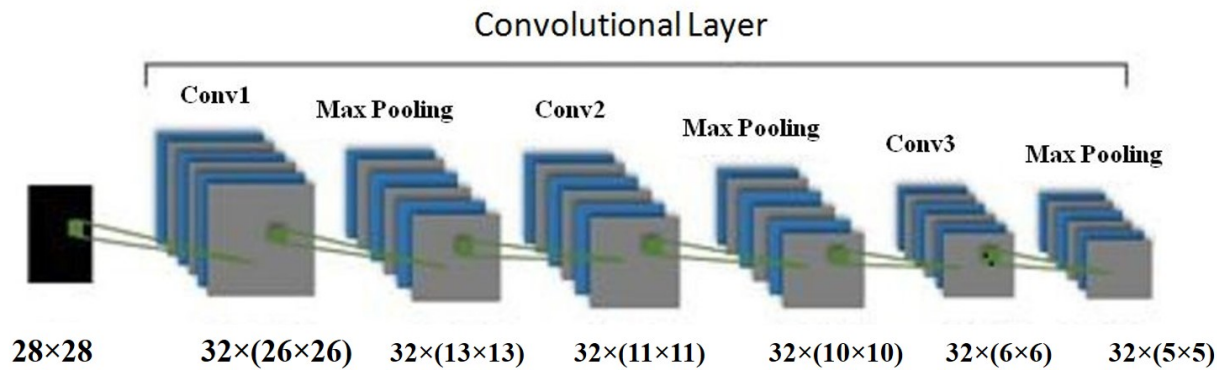 Convolutional Layer
Conv1
Max Pooling
Conv2
Max Pooling
Conv3
Max Pooling
28×28
32×(26×26)
32×(13×13)
32×(11×11)
32×(10×10)
32×(6×6)
32×(5×5)